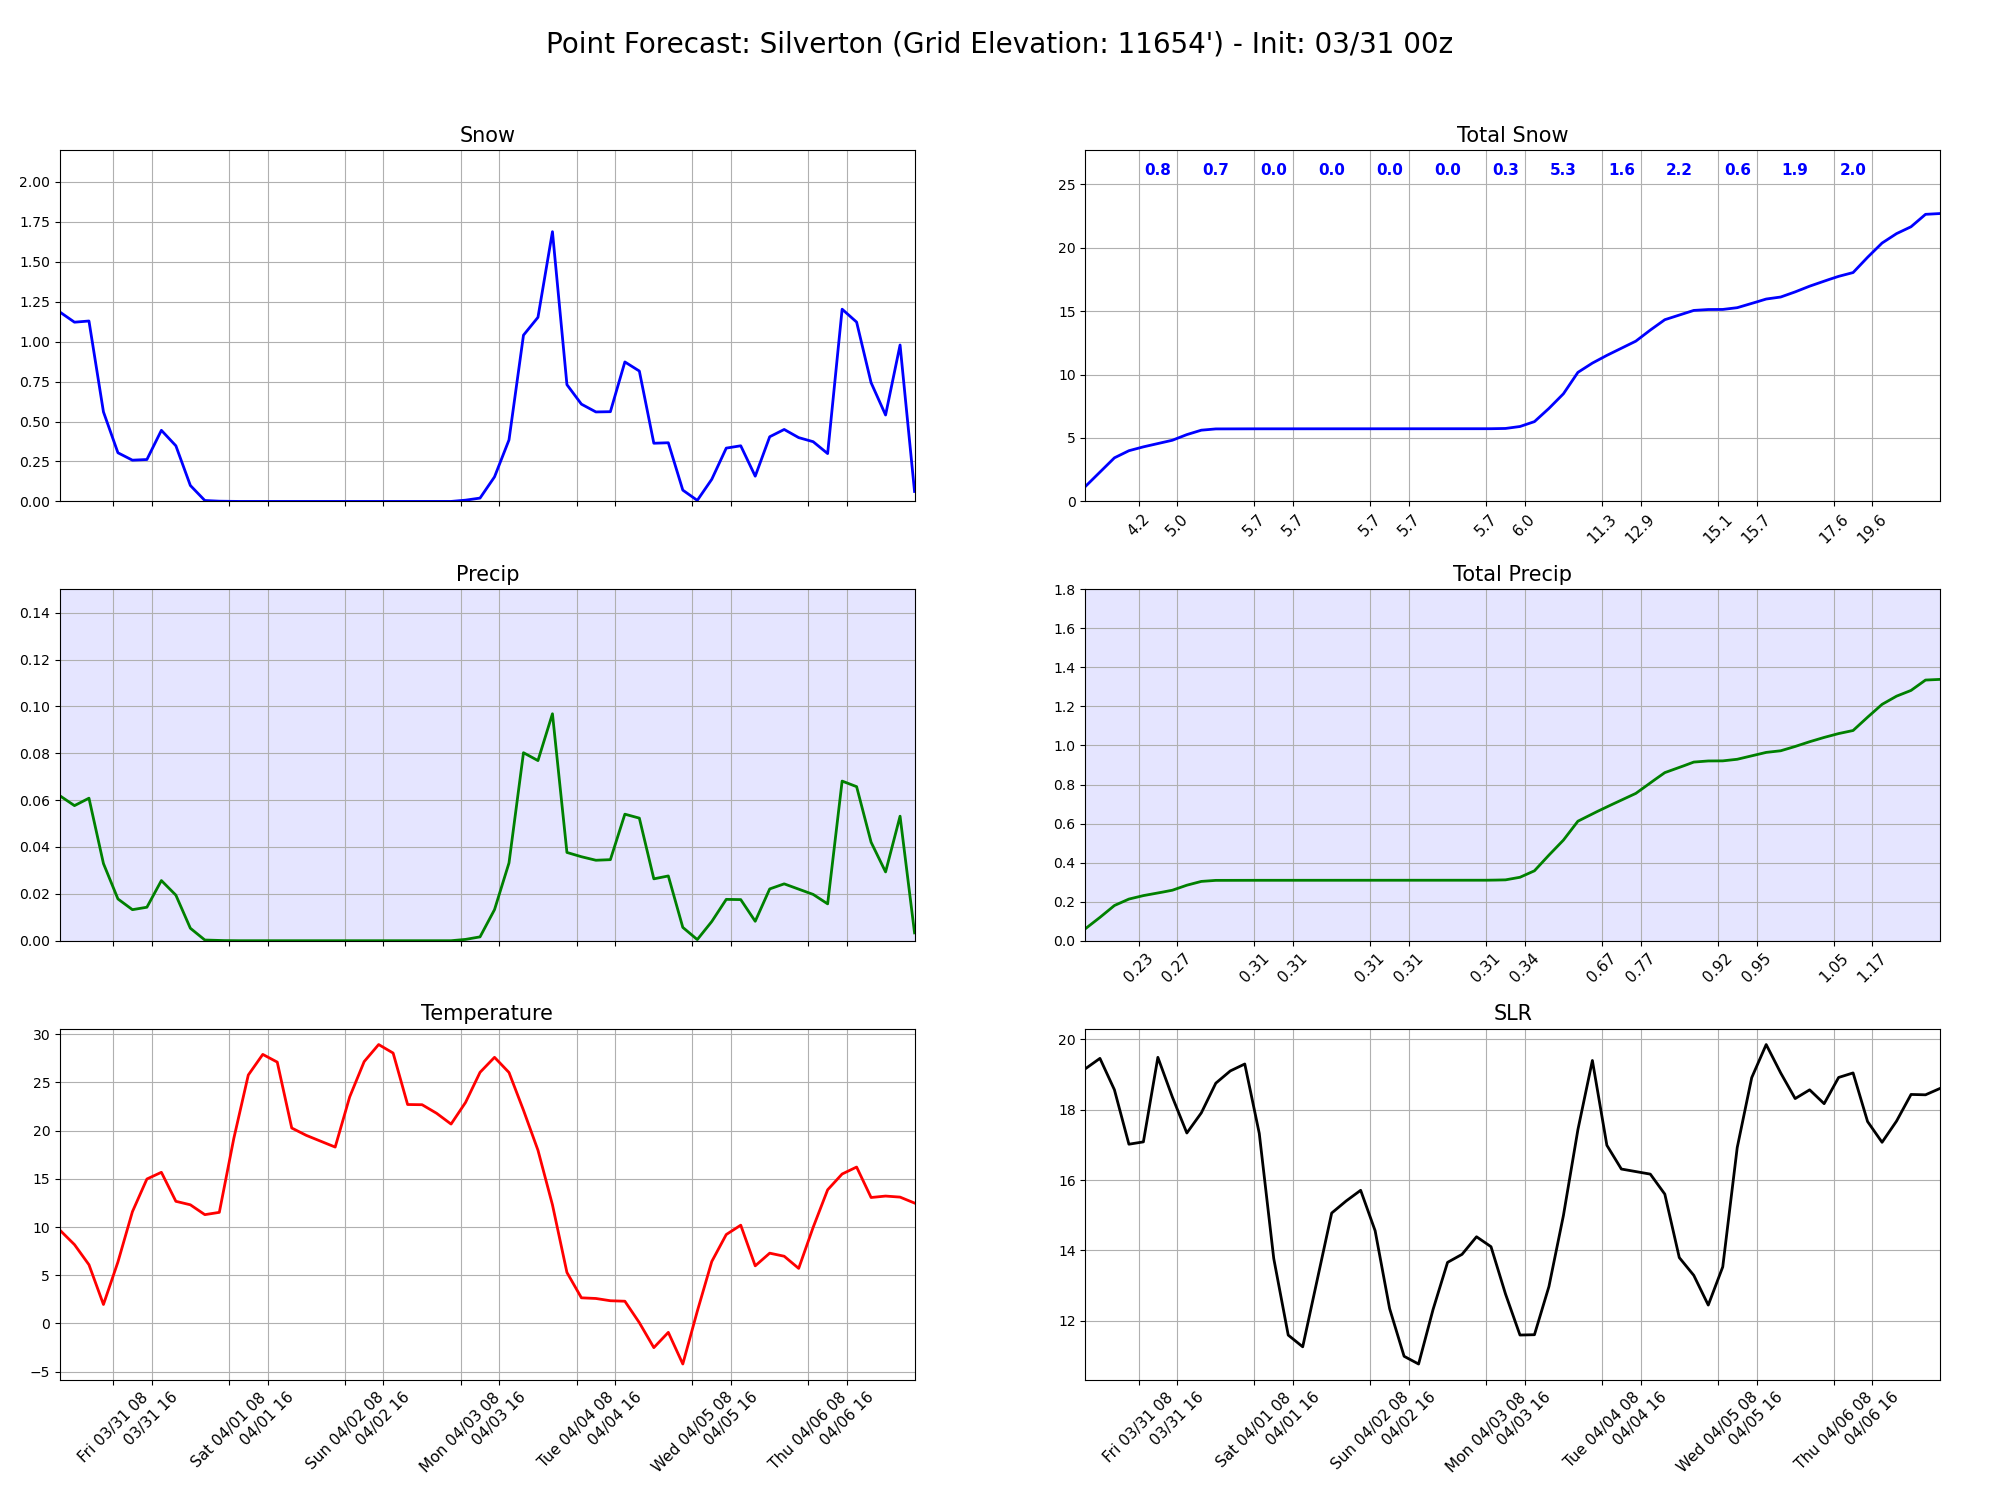 Point Forecast: Silverton (Grid Elevation: 11654') - Init: 03/31 00z
Snow
2.00
1.75
1.50
1.25
1.00
0.75
0.50
0.25
0.00
Total Snow
0.8 0.7 0.0 0.0 0.0 0.0 0.3 5.3 1.6 2.2 0.6 1.9 2.0
25
20
15
10
5
0
4.2 5.0 5.7 5.7 5.7 5.7 5.7 6.0 11.3 12.9 15.1 15.7 17.6 19.6
Precip
0.14
0.12
0.10
0.08
0.06
0.04
0.02
0.00
Total Precip
1.8
1.6
1.4
1.2
1.0
0.8
0.6
0.4
0.2
0.0
0.23 0.27 0.31 0.31 0.31 0.31 0.31 0.34 0.67 0.77 0.92 0.95 1.05 1.17
Temperature
30
25
20
15
10
5
0
−5
Fri 03/31 08
03/31 16
Sat 04/01 08
04/01 16
Sun 04/02 08
04/02 16
Mon 04/03 08
04/03 16
Tue 04/04 08
04/04 16
Wed 04/05 08
04/05 16
Thu 04/06 08
04/06 16
SLR
20
18
16
14
12
Fri 03/31 08
03/31 16
Sat 04/01 08
04/01 16
Sun 04/02 08
04/02 16
Mon 04/03 08
04/03 16
Tue 04/04 08
04/04 16
Wed 04/05 08
04/05 16
Thu 04/06 08
04/06 16